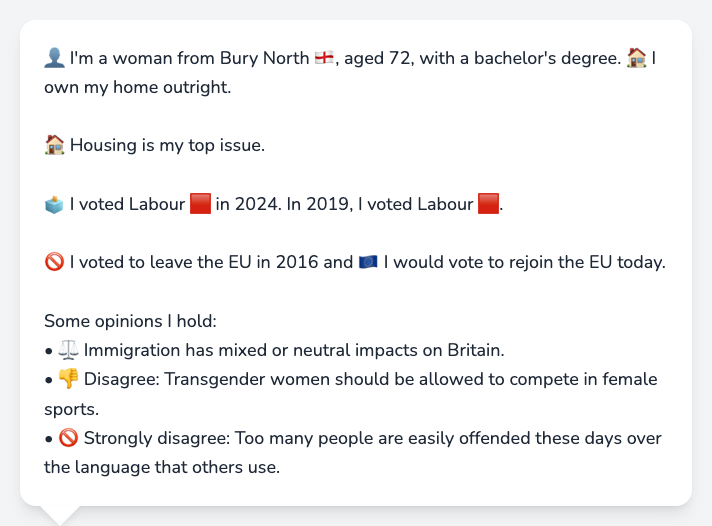 👤 I'm a woman from Bury North 🏴󠁧󠁢󠁥󠁮󠁧󠁿, aged 72, with a bachelor's degree. 🏠 I
own my home outright.
🏠 Housing is my top issue.
🗳️ I voted Labour 🟥 in 2024. In 2019, I voted Labour 🟥.
🚫 I voted to leave the EU in 2016 and 🇪🇺 I would vote to rejoin the EU today.
Some opinions I hold:
• ⚖️ Immigration has mixed or neutral impacts on Britain.
• 👎 Disagree: Transgender women should be allowed to compete in female
sports.
• 🚫 Strongly disagree: Too many people are easily offended these days over
the language that others use.